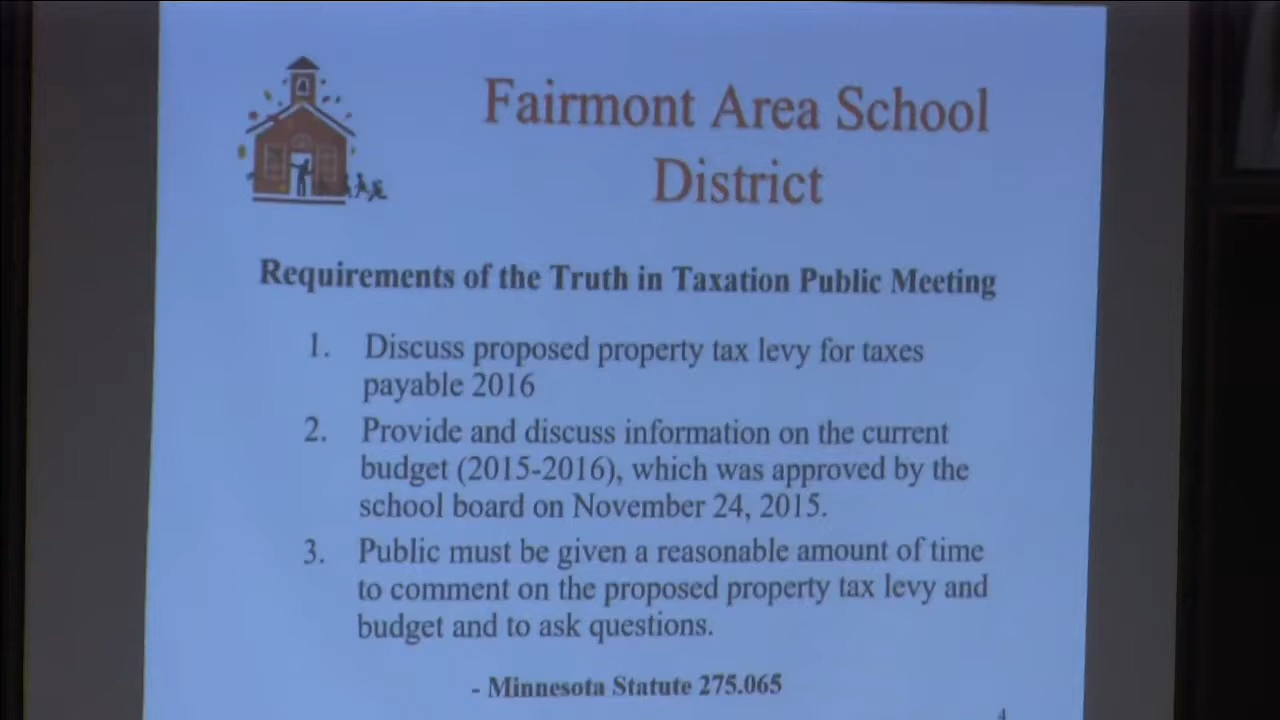 Fairmont Area School
District
Requirements of the Truth in Taxation Public Meeting
1. Discuss proposed property tax levy for taxes
payable 2016
2. Provide and discuss information on the current
budget (2015-2016), which was approved by the
school board on November 24, 2015.
3. Public must be given a reasonable amount of time
to comment on the proposed property tax levy and
budget and to ask questions.
- Minnesota Statute 275.065